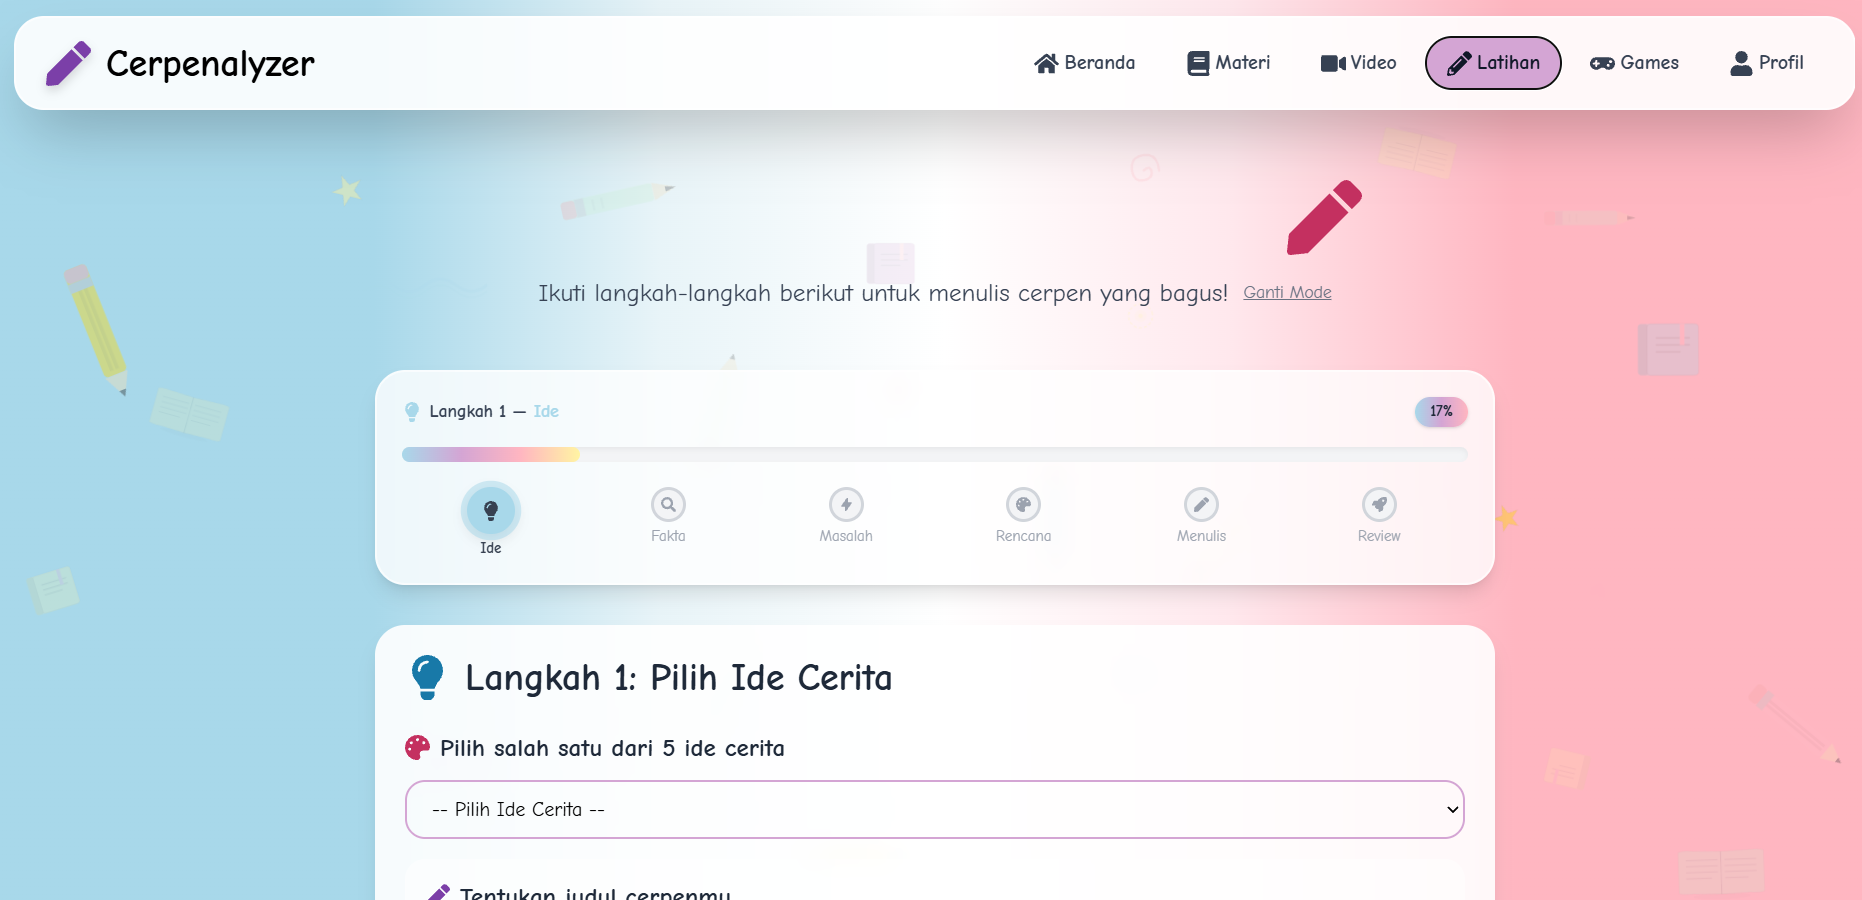 Cerpenalyzer
Beranda
Materi
Video
Latihan
Games
Profil
Ikuti langkah-langkah berikut untuk menulis cerpen yang bagus! Ganti Mode
Langkah 1 — Ide
17%
Ide
Fakta
Masalah
Rencana
Menulis
Review
Langkah 1: Pilih Ide Cerita
Pilih salah satu dari 5 ide cerita
-- Pilih Ide Cerita --
Tentukan judul cerpenmu